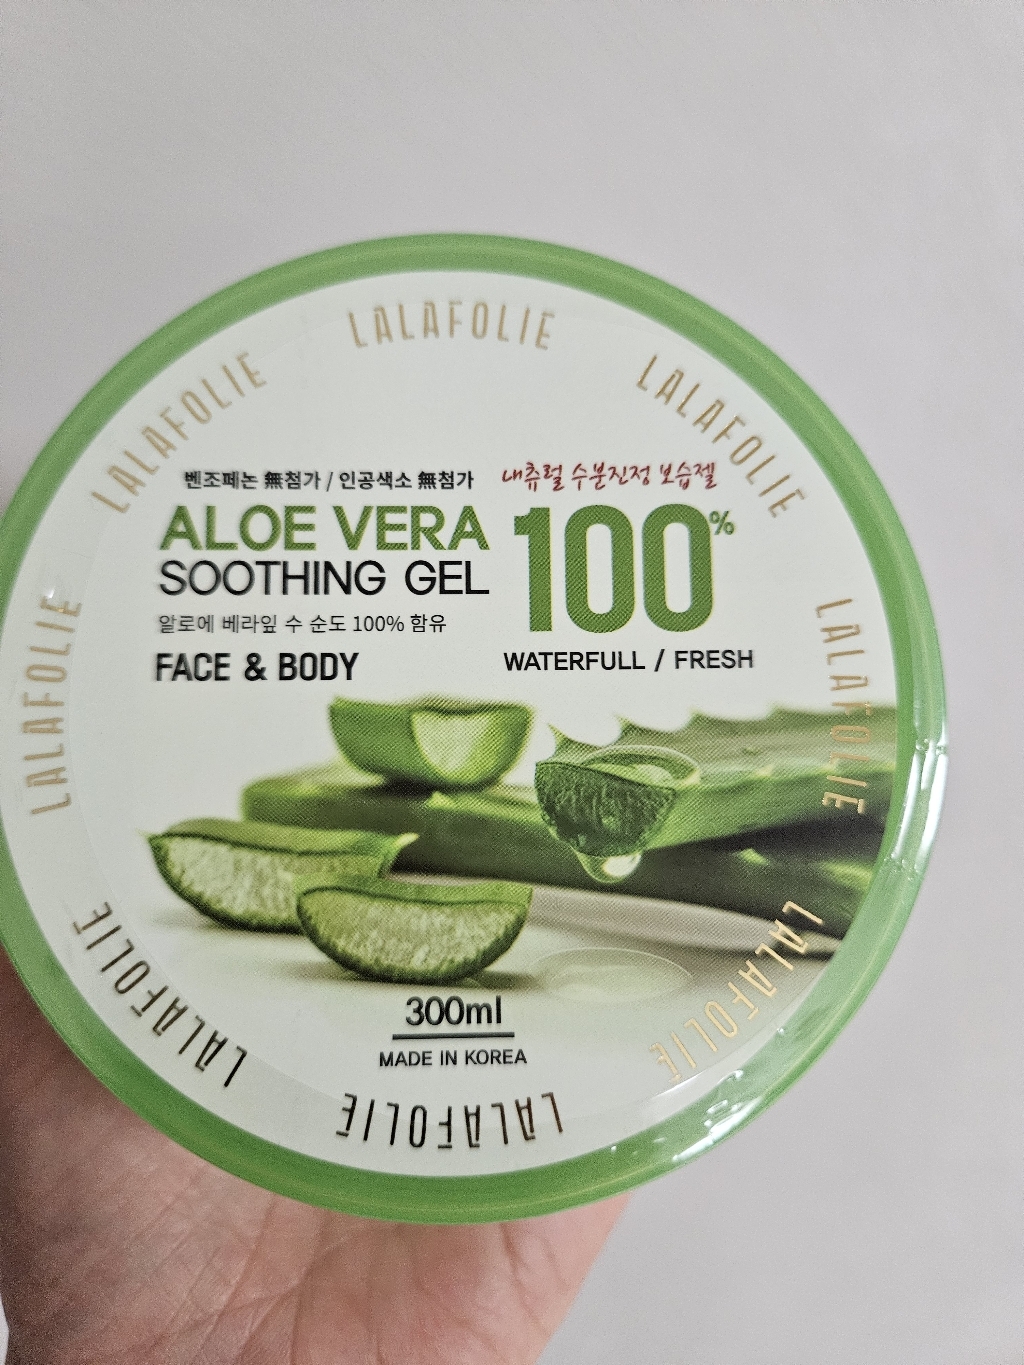 LALAFOLIE
LALAFOLIE
LALAFOLIE
벤조페논 無첨가 / 인공색소 無첨가
내츄럴 수분진정 보습젤
ALOE VERA
SOOTHING GEL
100%
알로에 베라잎 수 순도 100% 함유
FACE & BODY
WATERFULL / FRESH
LALAFOLIE
LALAFOLIE
LALAFOLIE
LALAFOLIE
300ml
MADE IN KOREA
LALAFOLIE